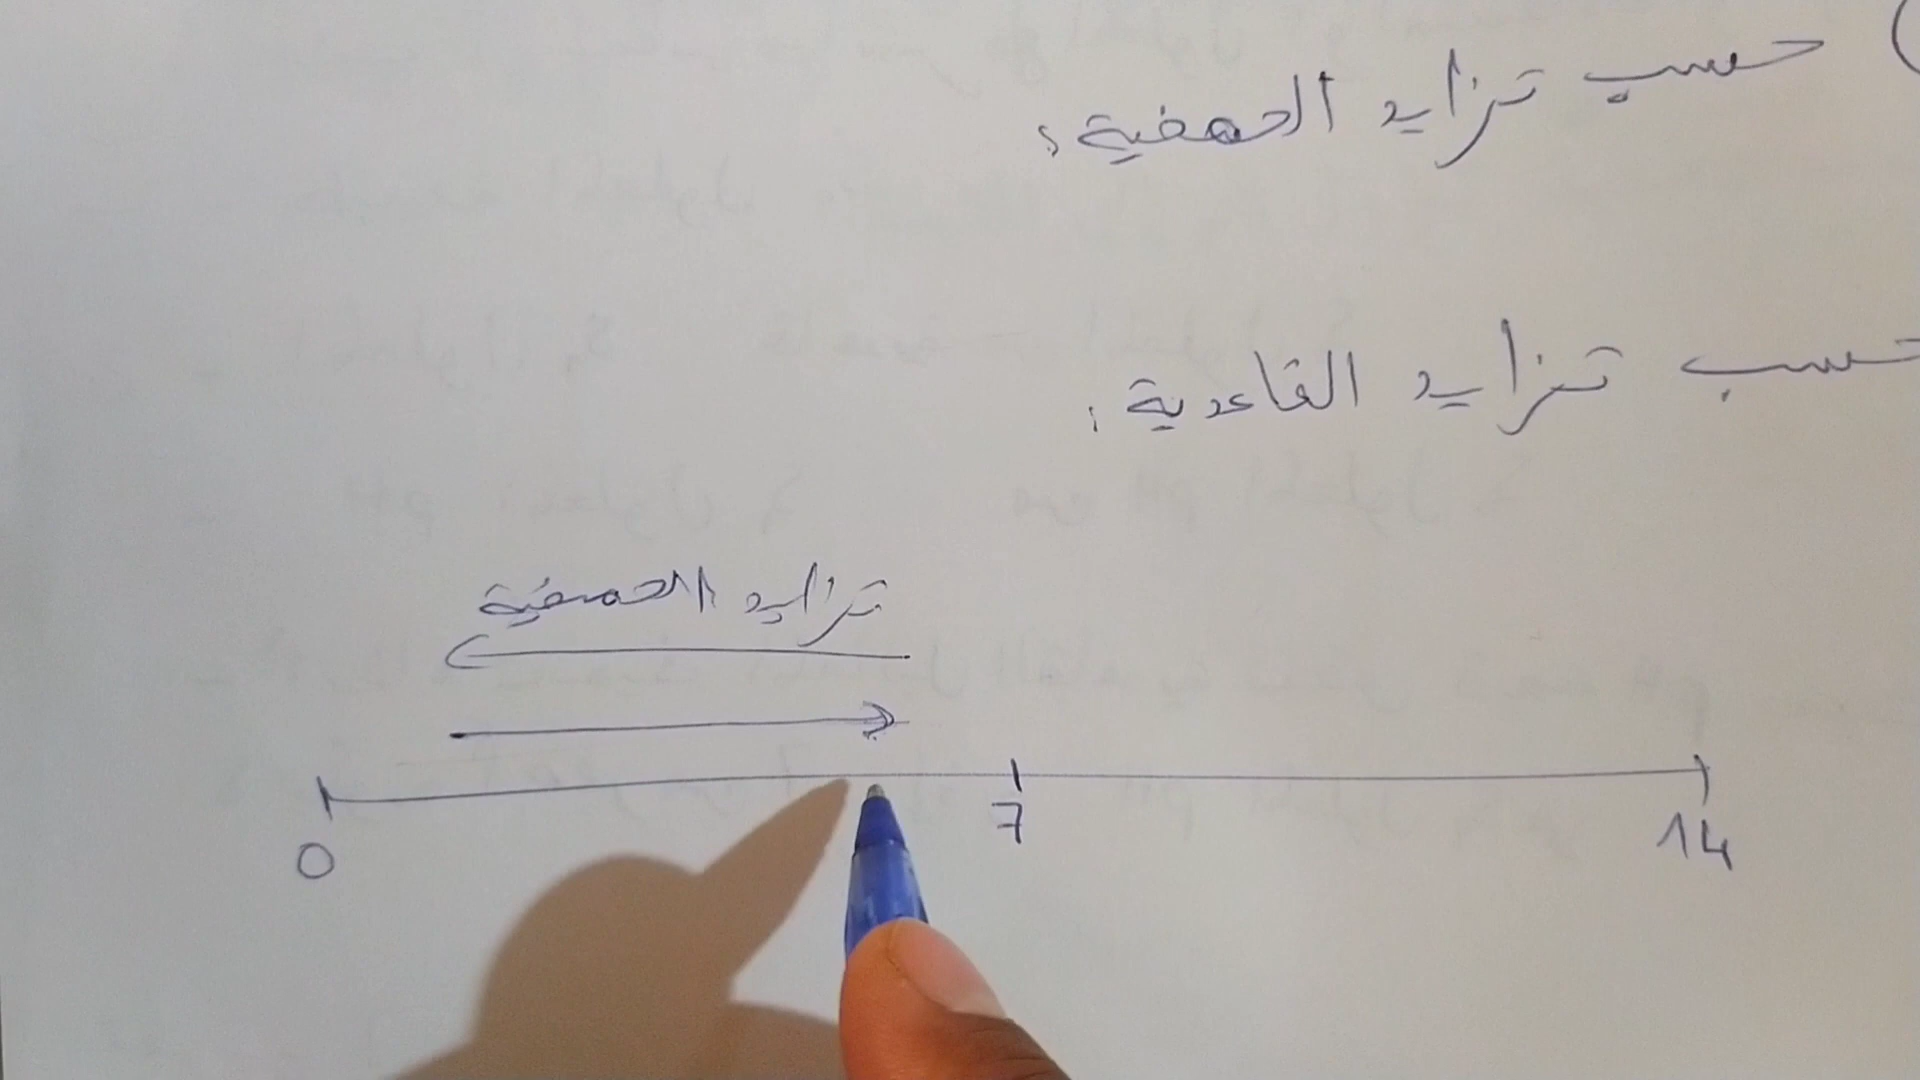 ) حسب تزايد الحمضية:
حسب تزايد القاعدية:
تزايد الحمضية
0 7 14